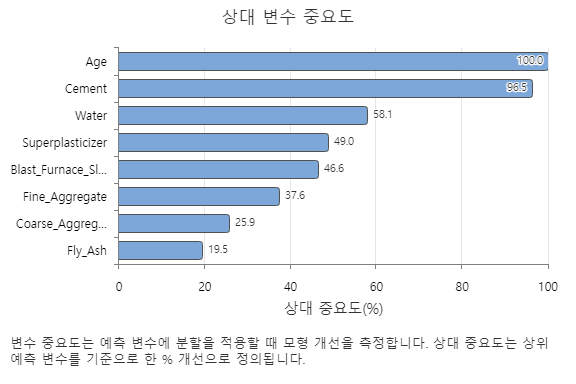 상대 변수 중요도
Age
100.0
Cement
96.5
Water
58.1
Superplasticizer
49.0
Blast_Furnace_Sl...
46.6
Fine_Aggregate
37.6
Coarse_Aggreg...
25.9
Fly_Ash
19.5
0 20 40 60 80 100
상대 중요도(%)
변수 중요도는 예측 변수에 분할을 적용할 때 모형 개선을 측정합니다. 상대 중요도는 상위
예측 변수를 기준으로 한 % 개선으로 정의됩니다.